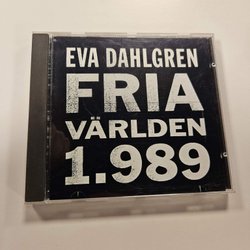 EVA DAHLGREN
FRIA
VÄRLDEN
1.989